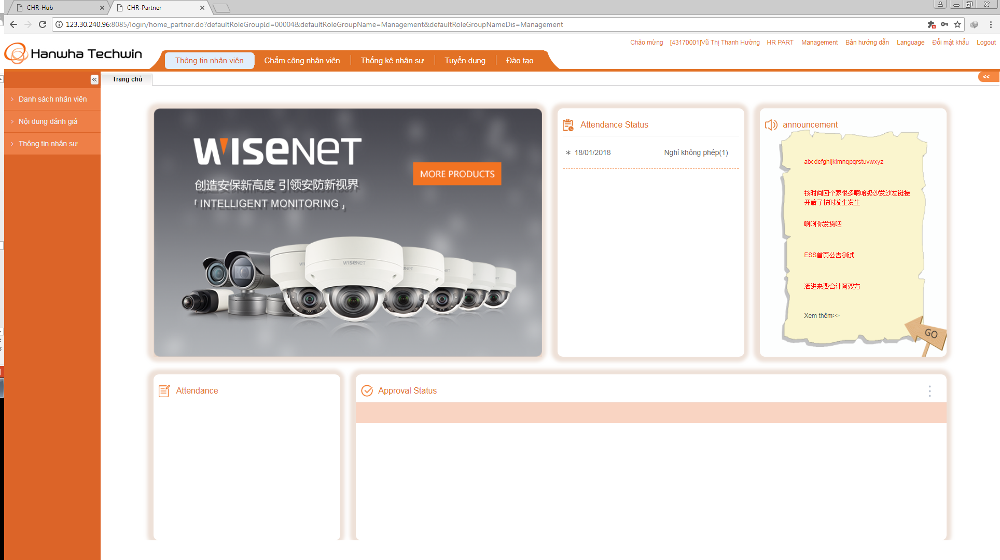 CHR-Hub
CHR-Partner
123.30.240.96:8085/login/home_partner.do?defaultRoleGroupId=00004&defaultRoleGroupName=Management&defaultRoleGroupNameDis=Management
Chào mừng [43170001]Vũ Thị Thanh Hường HR PART Management Bản hướng dẫn Language Đổi mật khẩu Logout
Hanwha Techwin
Thông tin nhân viên Chấm công nhân viên Thống kê nhân sự Tuyển dụng Đào tạo
Trang chủ
<<
Danh sách nhân viên
Nội dung đánh giá
Thông tin nhân sự
WISENET
创造安保新高度 引领安防新视界
「 INTELLIGENT MONITORING 」
MORE PRODUCTS
WISENET
Attendance Status
18/01/2018 Nghỉ không phép(1)
announcement
abcdefghijklmnqpqrstuvwxyz
按时间回个家很多啊哈级沙发沙发链接
开始了按时发生发生
啊啊你发货吧
ESS首页公告测试
洒进来费合计阿双方
Xem thêm>>
GO
Attendance
Approval Status